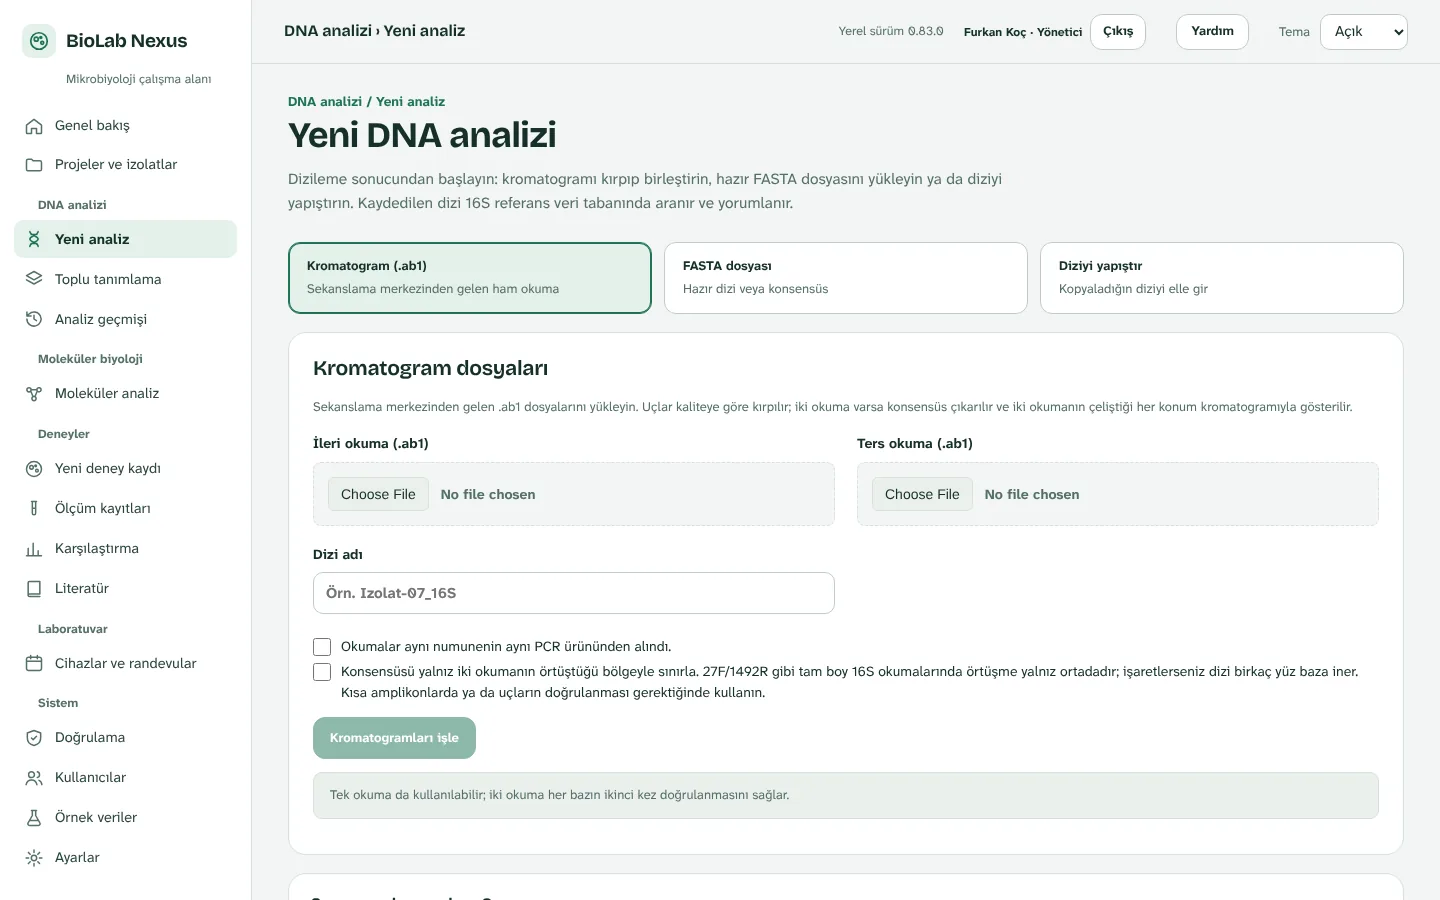 BioLab Nexus
Mikrobiyoloji çalışma alanı
Genel bakış
Projeler ve izolatlar
DNA analizi
Yeni analiz
Toplu tanımlama
Analiz geçmişi
Moleküler biyoloji
Moleküler analiz
Deneyler
Yeni deney kaydı
Ölçüm kayıtları
Karşılaştırma
Literatür
Laboratuvar
Cihazlar ve randevular
Sistem
Doğrulama
Kullanıcılar
Örnek veriler
Ayarlar
DNA analizi › Yeni analiz
Yerel sürüm 0.83.0
Furkan Koç · Yönetici
Çıkış
Yardım
Tema
Açık
DNA analizi / Yeni analiz
Yeni DNA analizi
Dizileme sonucundan başlayın: kromatogramı kırpıp birleştirin, hazır FASTA dosyasını yükleyin ya da diziyi
yapıştırın. Kaydedilen dizi 16S referans veri tabanında aranır ve yorumlanır.
Kromatogram (.ab1)
Sekanslama merkezinden gelen ham okuma
FASTA dosyası
Hazır dizi veya konsensüs
Diziyi yapıştır
Kopyaladığın diziyi elle gir
Kromatogram dosyaları
Sekanslama merkezinden gelen .ab1 dosyalarını yükleyin. Uçlar kaliteye göre kırpılır; iki okuma varsa konsensüs çıkarılır ve iki okumanın çeliştiği her konum kromatogramıyla gösterilir.
İleri okuma (.ab1)
Choose File No file chosen
Ters okuma (.ab1)
Choose File No file chosen
Dizi adı
Örn. Izolat-07_16S
Okumalar aynı numunenin aynı PCR ürününden alındı.
Konsensüsü yalnız iki okumanın örtüştüğü bölgeyle sınırla. 27F/1492R gibi tam boy 16S okumalarında örtüşme yalnız ortadadır; işaretlerseniz dizi birkaç yüz baza iner.
Kısa amplikonlarda ya da uçların doğrulanması gerektiğinde kullanın.
Kromatogramları işle
Tek okuma da kullanılabilir; iki okuma her bazın ikinci kez doğrulanmasını sağlar.